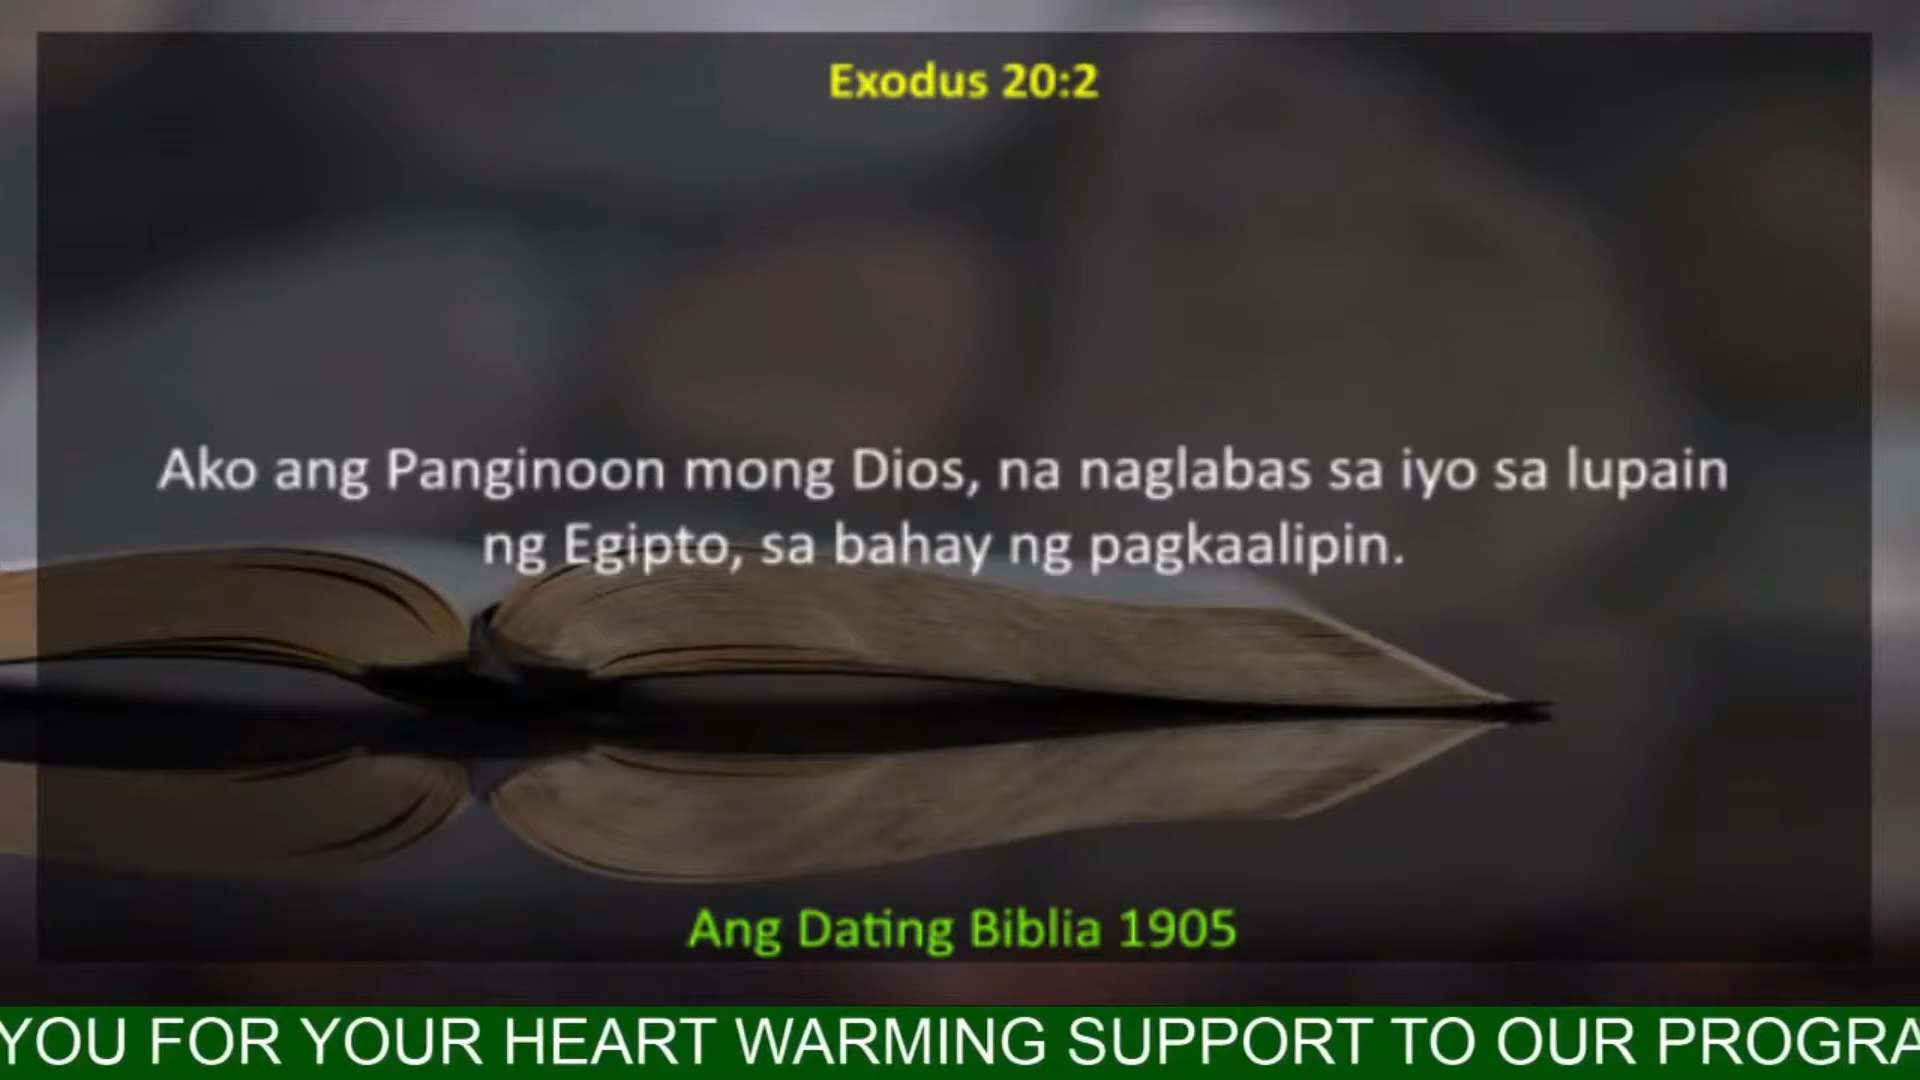 Exodus 20:2
Ako ang Panginoon mong Dios, na naglabas sa iyo sa lupain
ng Egipto, sa bahay ng pagkaalipin.
Ang Dating Biblia 1905
YOU FOR YOUR HEART WARMING SUPPORT TO OUR PROGRA